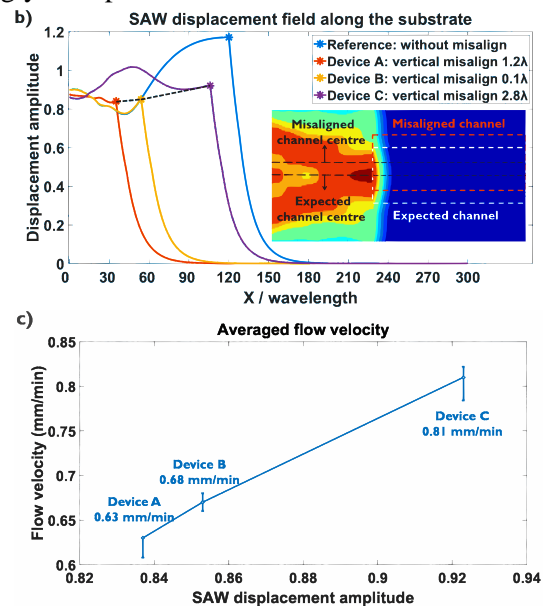 b) SAW displacement field along the substrate
Displacement amplitude
1.2
1
0.8
0.6
0.4
0.2
0
Reference: without misalign
Device A: vertical misalign 1.2λ
Device B: vertical misalign 0.1λ
Device C: vertical misalign 2.8λ
Misaligned channel
Misaligned
channel centre
Expected
channel centre
Expected channel
0 30 60 90 120 150 180 210 240 270 300
X / wavelength
c)
Averaged flow velocity
Flow velocity (mm/min)
0.85
0.8
0.75
0.7
0.65
0.6
Device C
0.81 mm/min
Device B
0.68 mm/min
Device A
0.63 mm/min
0.82 0.84 0.86 0.88 0.9 0.92 0.94
SAW displacement amplitude